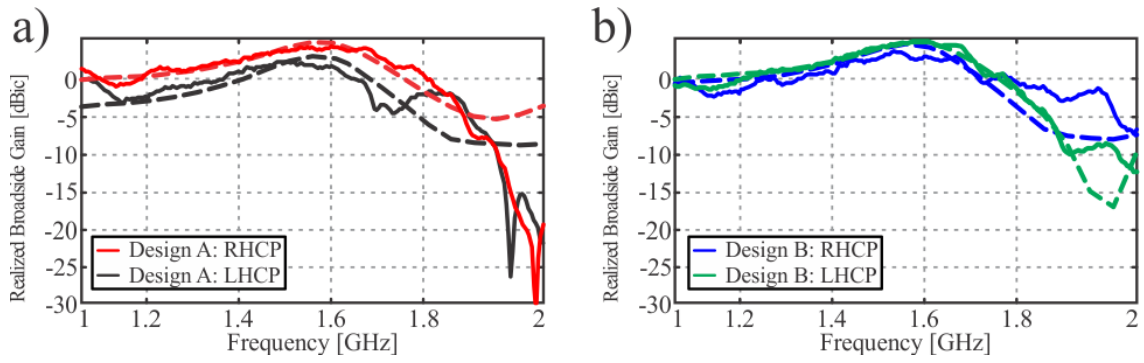 a)
Realized Broadside Gain [dBic]
0
-5
-10
-15
-20
-25
-30
Design A: RHCP
Design A: LHCP
1
1.2
1.4
1.6
1.8
2
Frequency [GHz]
b)
Realized Broadside Gain [dBic]
0
-5
-10
-15
-20
-25
-30
Design B: RHCP
Design B: LHCP
1
1.2
1.4
1.6
1.8
2
Frequency [GHz]